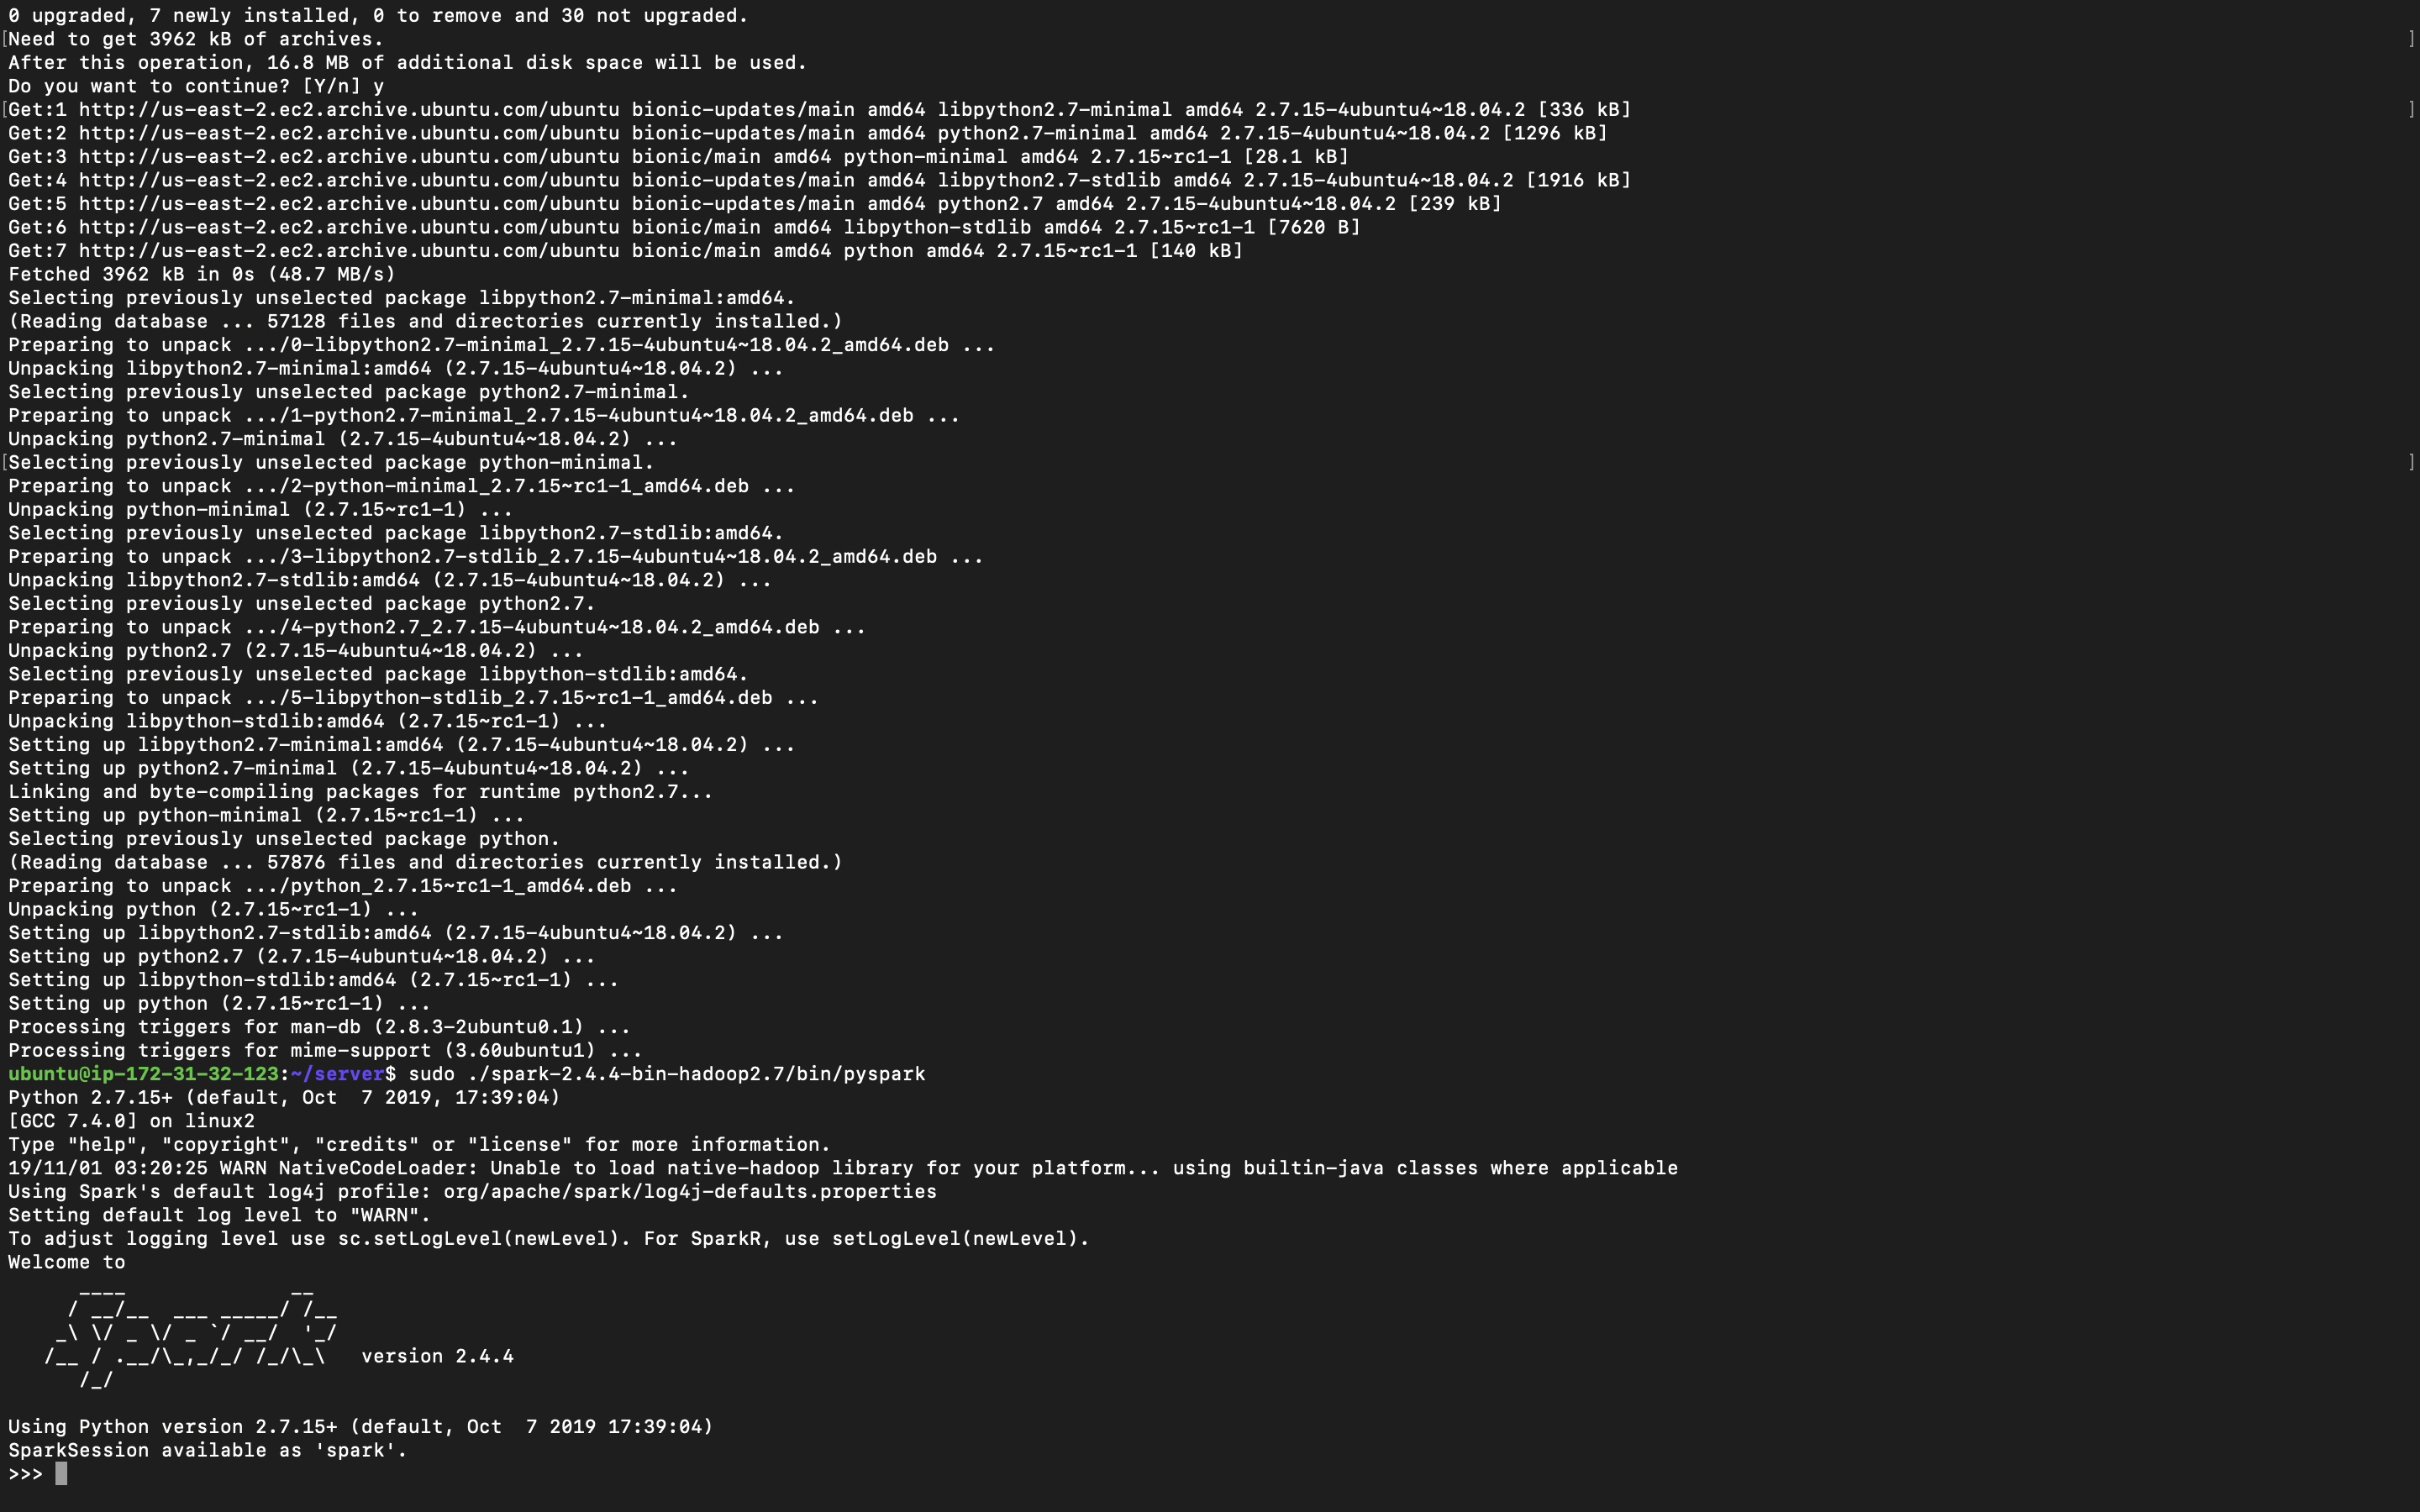 0 upgraded, 7 newly installed, 0 to remove and 30 not upgraded.
[Need to get 3962 kB of archives. ]
After this operation, 16.8 MB of additional disk space will be used.
Do you want to continue? [Y/n] y
[Get:1 http://us-east-2.ec2.archive.ubuntu.com/ubuntu bionic-updates/main amd64 libpython2.7-minimal amd64 2.7.15-4ubuntu4~18.04.2 [336 kB] ]
Get:2 http://us-east-2.ec2.archive.ubuntu.com/ubuntu bionic-updates/main amd64 python2.7-minimal amd64 2.7.15-4ubuntu4~18.04.2 [1296 kB]
Get:3 http://us-east-2.ec2.archive.ubuntu.com/ubuntu bionic/main amd64 python-minimal amd64 2.7.15~rc1-1 [28.1 kB]
Get:4 http://us-east-2.ec2.archive.ubuntu.com/ubuntu bionic-updates/main amd64 libpython2.7-stdlib amd64 2.7.15-4ubuntu4~18.04.2 [1916 kB]
Get:5 http://us-east-2.ec2.archive.ubuntu.com/ubuntu bionic-updates/main amd64 python2.7 amd64 2.7.15-4ubuntu4~18.04.2 [239 kB]
Get:6 http://us-east-2.ec2.archive.ubuntu.com/ubuntu bionic/main amd64 libpython-stdlib amd64 2.7.15~rc1-1 [7620 B]
Get:7 http://us-east-2.ec2.archive.ubuntu.com/ubuntu bionic/main amd64 python amd64 2.7.15~rc1-1 [140 kB]
Fetched 3962 kB in 0s (48.7 MB/s)
Selecting previously unselected package libpython2.7-minimal:amd64.
(Reading database ... 57128 files and directories currently installed.)
Preparing to unpack .../0-libpython2.7-minimal_2.7.15-4ubuntu4~18.04.2_amd64.deb ...
Unpacking libpython2.7-minimal:amd64 (2.7.15-4ubuntu4~18.04.2) ...
Selecting previously unselected package python2.7-minimal.
Preparing to unpack .../1-python2.7-minimal_2.7.15-4ubuntu4~18.04.2_amd64.deb ...
Unpacking python2.7-minimal (2.7.15-4ubuntu4~18.04.2) ...
[Selecting previously unselected package python-minimal. ]
Preparing to unpack .../2-python-minimal_2.7.15~rc1-1_amd64.deb ...
Unpacking python-minimal (2.7.15~rc1-1) ...
Selecting previously unselected package libpython2.7-stdlib:amd64.
Preparing to unpack .../3-libpython2.7-stdlib_2.7.15-4ubuntu4~18.04.2_amd64.deb ...
Unpacking libpython2.7-stdlib:amd64 (2.7.15-4ubuntu4~18.04.2) ...
Selecting previously unselected package python2.7.
Preparing to unpack .../4-python2.7_2.7.15-4ubuntu4~18.04.2_amd64.deb ...
Unpacking python2.7 (2.7.15-4ubuntu4~18.04.2) ...
Selecting previously unselected package libpython-stdlib:amd64.
Preparing to unpack .../5-libpython-stdlib_2.7.15~rc1-1_amd64.deb ...
Unpacking libpython-stdlib:amd64 (2.7.15~rc1-1) ...
Setting up libpython2.7-minimal:amd64 (2.7.15-4ubuntu4~18.04.2) ...
Setting up python2.7-minimal (2.7.15-4ubuntu4~18.04.2) ...
Linking and byte-compiling packages for runtime python2.7...
Setting up python-minimal (2.7.15~rc1-1) ...
Selecting previously unselected package python.
(Reading database ... 57876 files and directories currently installed.)
Preparing to unpack .../python_2.7.15~rc1-1_amd64.deb ...
Unpacking python (2.7.15~rc1-1) ...
Setting up libpython2.7-stdlib:amd64 (2.7.15-4ubuntu4~18.04.2) ...
Setting up python2.7 (2.7.15-4ubuntu4~18.04.2) ...
Setting up libpython-stdlib:amd64 (2.7.15~rc1-1) ...
Setting up python (2.7.15~rc1-1) ...
Processing triggers for man-db (2.8.3-2ubuntu0.1) ...
Processing triggers for mime-support (3.60ubuntu1) ...
ubuntu@ip-172-31-32-123:~/server$ sudo ./spark-2.4.4-bin-hadoop2.7/bin/pyspark
Python 2.7.15+ (default, Oct  7 2019, 17:39:04)
[GCC 7.4.0] on linux2
Type "help", "copyright", "credits" or "license" for more information.
19/11/01 03:20:25 WARN NativeCodeLoader: Unable to load native-hadoop library for your platform... using builtin-java classes where applicable
Using Spark's default log4j profile: org/apache/spark/log4j-defaults.properties
Setting default log level to "WARN".
To adjust logging level use sc.setLogLevel(newLevel). For SparkR, use setLogLevel(newLevel).
Welcome to
      ____              __
     / __/__  ___ _____/ /__
    _\ \/ _ \/ _ `/ __/  '_/
   /__ / .__/\_,_/_/ /_/\_\   version 2.4.4
      /_/
Using Python version 2.7.15+ (default, Oct  7 2019 17:39:04)
SparkSession available as 'spark'.
>>>